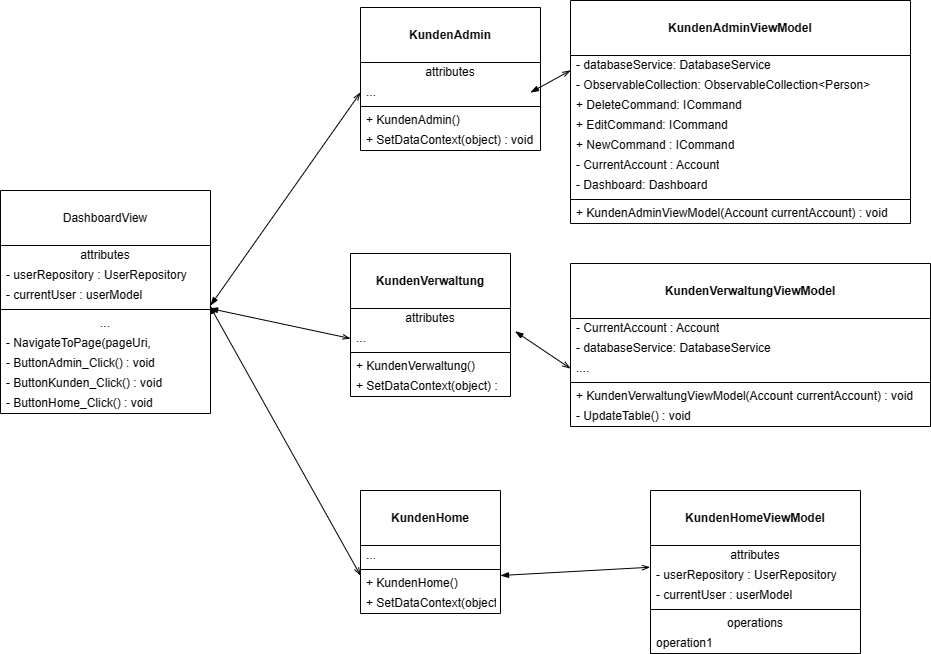 DashboardView
attributes
- userRepository : UserRepository
- currentUser : userModel
...
- NavigateToPage(pageUri,
- ButtonAdmin_Click() : void
- ButtonKunden_Click() : void
- ButtonHome_Click() : void
KundenAdmin
attributes
...
+ KundenAdmin()
+ SetDataContext(object) : void
KundenAdminViewModel
- databaseService: DatabaseService
- ObservableCollection: ObservableCollection<Person>
+ DeleteCommand: ICommand
+ EditCommand: ICommand
+ NewCommand : ICommand
- CurrentAccount : Account
- Dashboard: Dashboard
+ KundenAdminViewModel(Account currentAccount) : void
KundenVerwaltung
attributes
...
+ KundenVerwaltung()
+ SetDataContext(object) :
KundenVerwaltungViewModel
- CurrentAccount : Account
- databaseService: DatabaseService
....
+ KundenVerwaltungViewModel(Account currentAccount) : void
- UpdateTable() : void
KundenHome
...
+ KundenHome()
+ SetDataContext(object
KundenHomeViewModel
attributes
- userRepository : UserRepository
- currentUser : userModel
operations
operation1